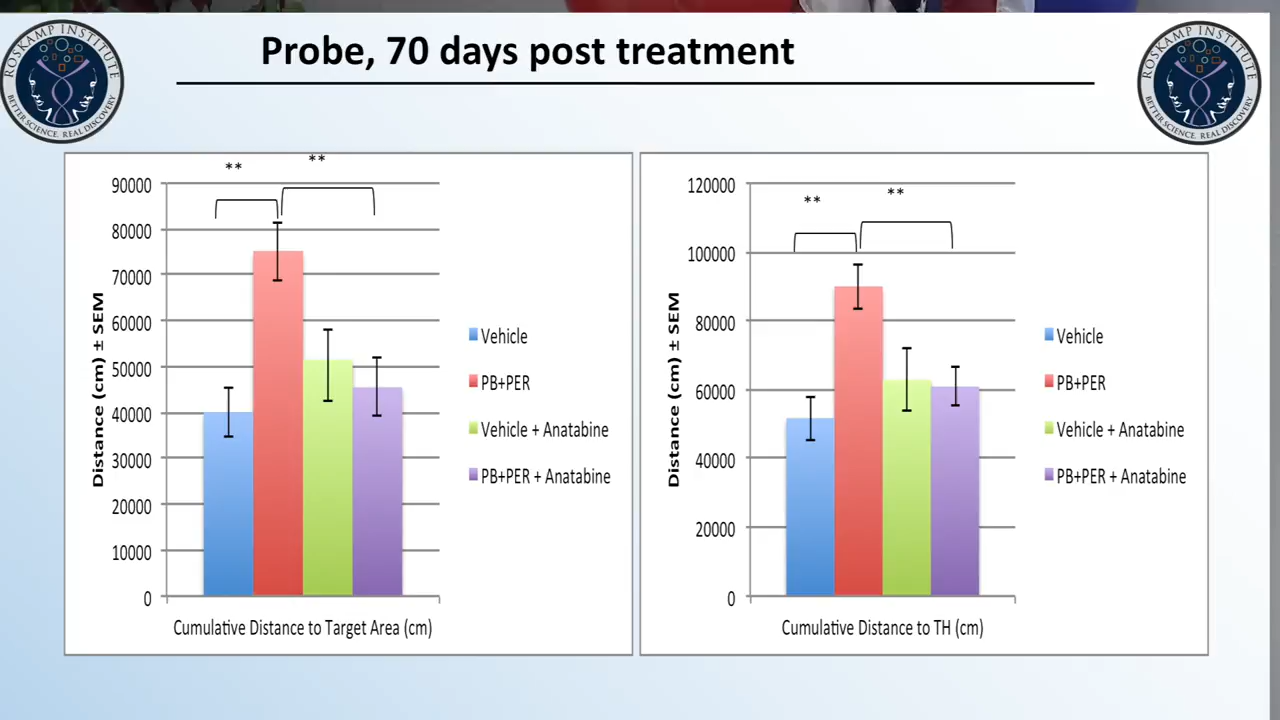 Probe, 70 days post treatment
ROSKAMP INSTITUTE
BETTER SCIENCE. REAL DISCOVERY
ROSKAMP INSTITUTE
BETTER SCIENCE. REAL DISCOVERY
** **
90000
80000
70000
60000
50000
40000
30000
20000
10000
0
Distance (cm) ± SEM
Vehicle
PB+PER
Vehicle + Anatabine
PB+PER + Anatabine
Cumulative Distance to Target Area (cm)
** **
120000
100000
80000
60000
40000
20000
0
Distance (cm) ± SEM
Vehicle
PB+PER
Vehicle + Anatabine
PB+PER + Anatabine
Cumulative Distance to TH (cm)